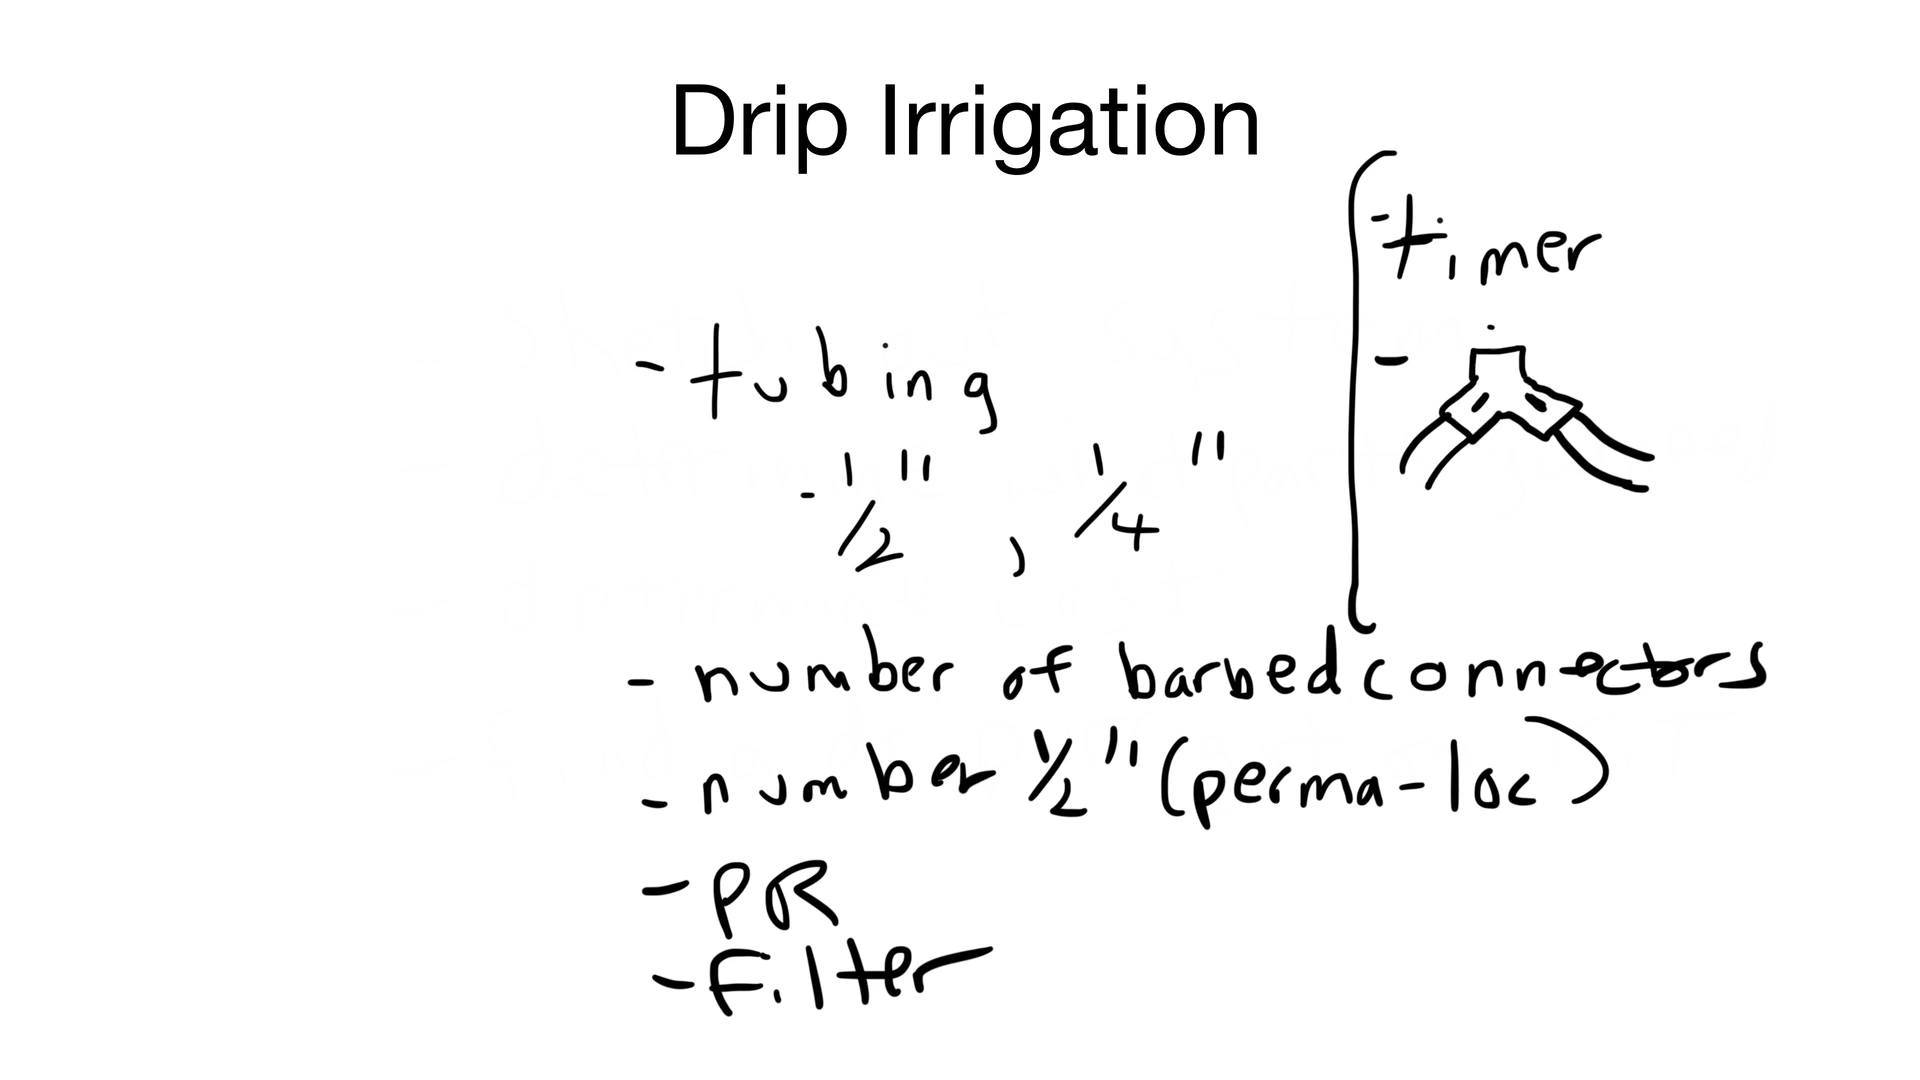 Drip Irrigation
- timer
-
- tubing
- 1/2", 1/4"
- number of barbed connectors
- number 1/2" (perma-loc)
- PR
- Filter